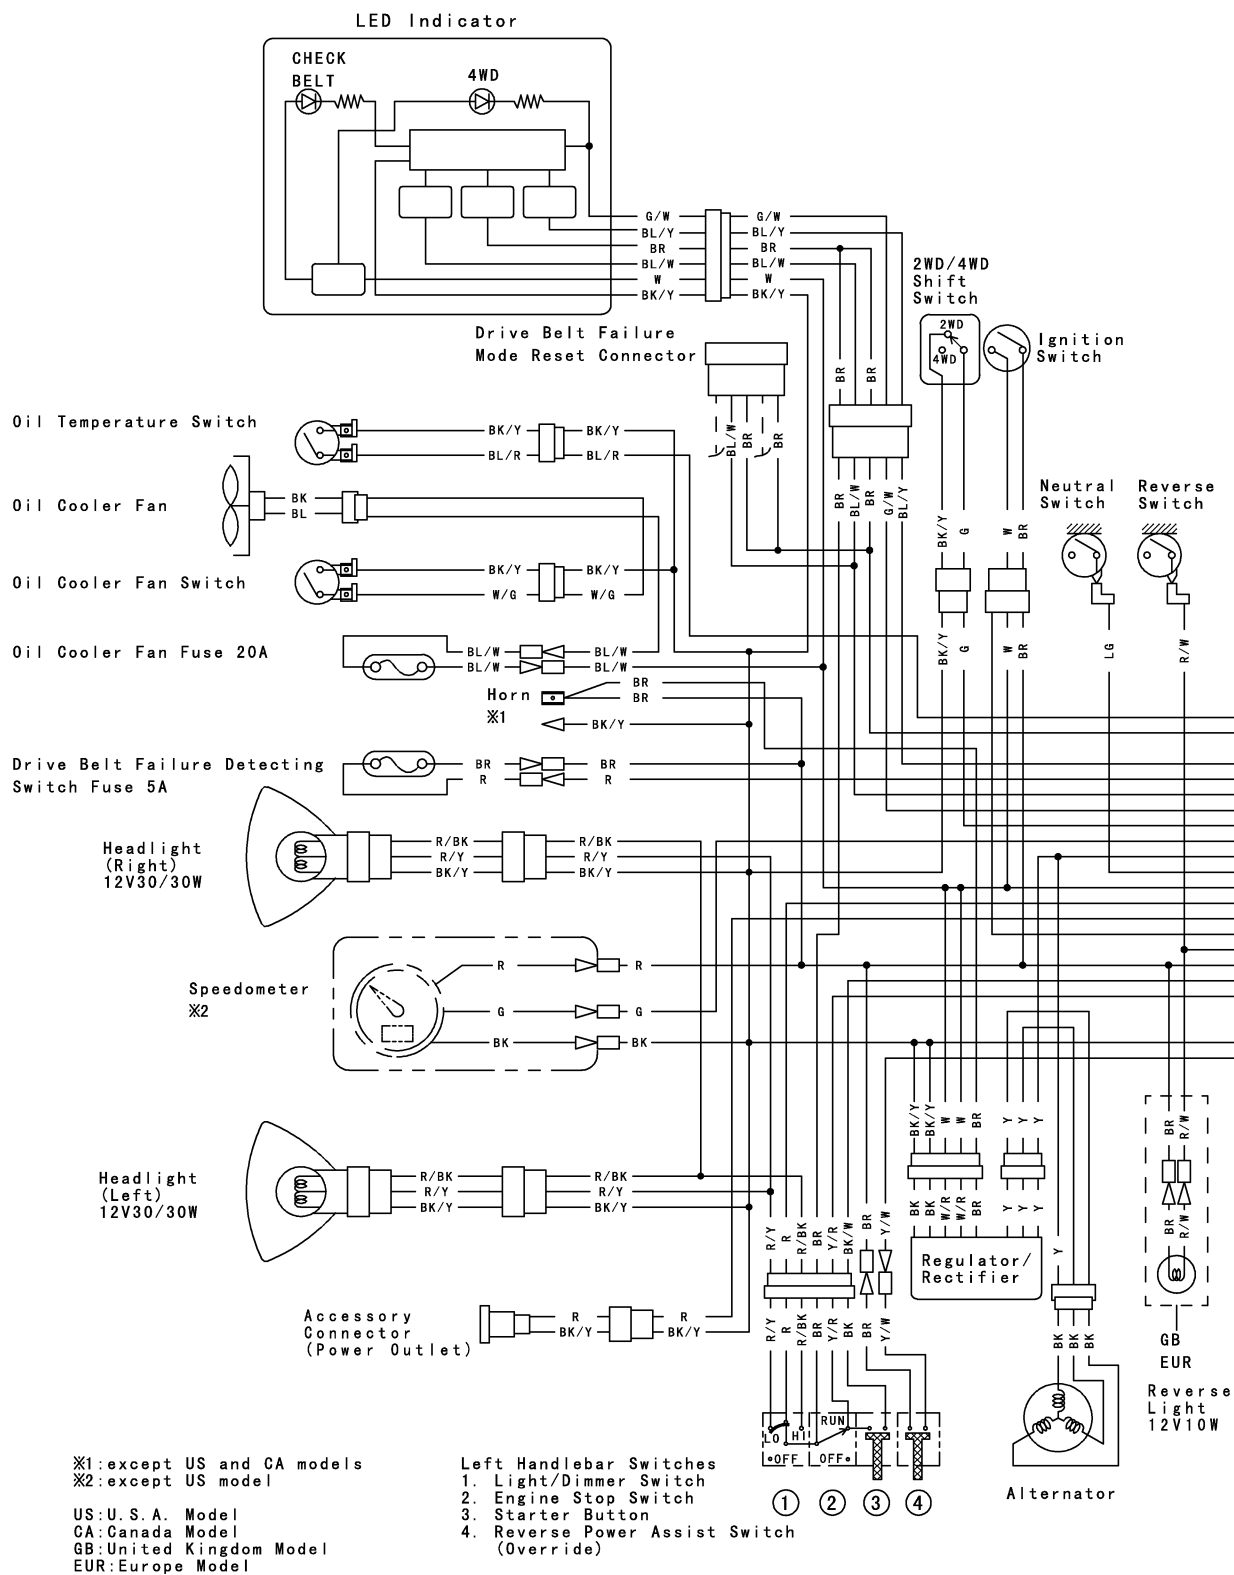 LED Indicator
CHECK
BELT
4WD
G/W G/W
BL/Y BL/Y
BR BR
BL/W BL/W
W W
BK/Y BK/Y
2WD/4WD
Shift
Switch
2WD
4WD
Ignition
Switch
Drive Belt Failure
Mode Reset Connector
BR BR
BL/W BR BR
Oil Temperature Switch
BK/Y BK/Y
BL/R BL/R
BR BL/W BR G/W BL/Y
Oil Cooler Fan
BK
BL
BK/Y G W BR
Neutral
Switch
Reverse
Switch
Oil Cooler Fan Switch
BK/Y BK/Y
W/G W/G
BK/Y G W BR LG R/W
Oil Cooler Fan Fuse 20A
BL/W BL/W
BL/W BL/W
Horn
※1
BR
BR
BK/Y
Drive Belt Failure Detecting
Switch Fuse 5A
BR BR
R R
Headlight
(Right)
12V30/30W
R/BK R/BK
R/Y R/Y
BK/Y BK/Y
Speedometer
※2
R R
G G
BK BK
BK/Y BK/Y W W BR Y Y Y
BK BK W/R W/R BR Y Y Y
Regulator/
Rectifier
BR R/W
BR R/W
Headlight
(Left)
12V30/30W
R/BK R/BK
R/Y R/Y
BK/Y BK/Y
R/Y R R/BK BR Y/R BK/W BR Y/W
R/Y R R/BK BR Y/R BK BR Y/W
Y
BK BK BK
Accessory
Connector
(Power Outlet)
R R
BK/Y BK/Y
GB
EUR
Reverse
Light
12V10W
LO HI
OFF
RUN
OFF
1 2 3 4
Alternator
※1:except US and CA models
※2:except US model
US:U.S.A. Model
CA:Canada Model
GB:United Kingdom Model
EUR:Europe Model
Left Handlebar Switches
1. Light/Dimmer Switch
2. Engine Stop Switch
3. Starter Button
4. Reverse Power Assist Switch
(Override)